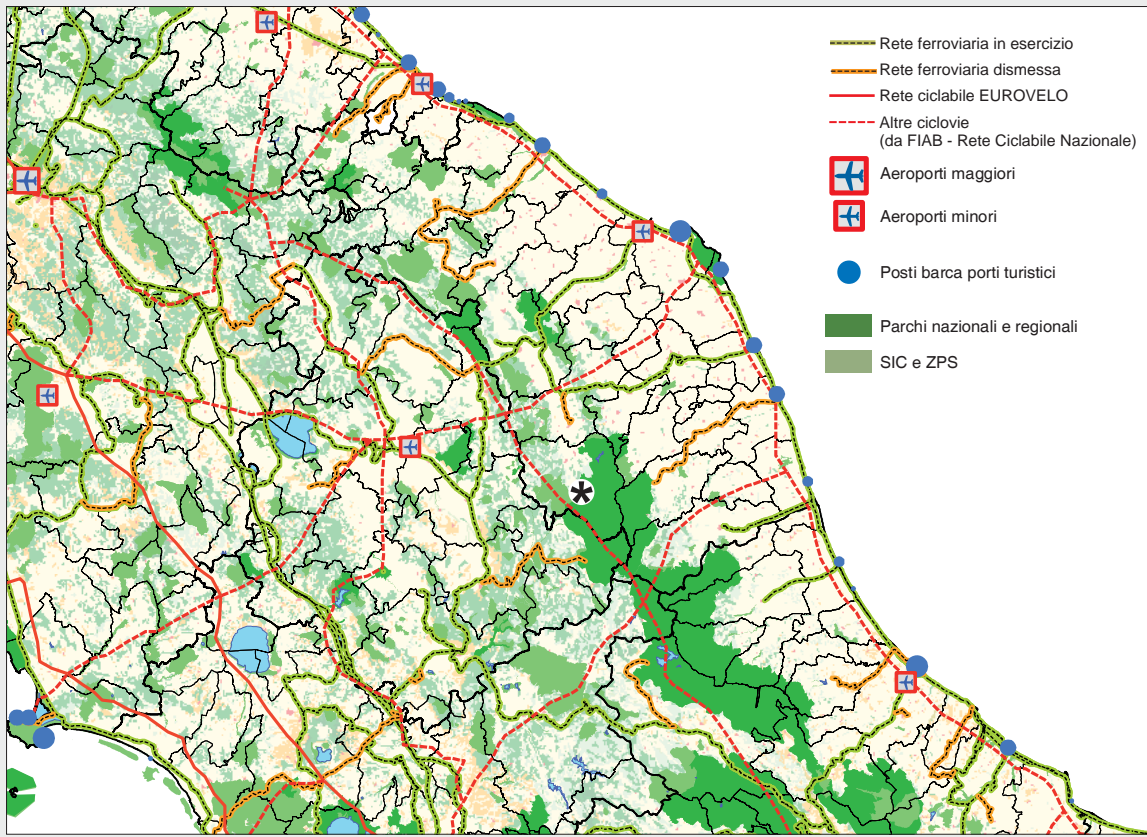 Rete ferroviaria in esercizio
Rete ferroviaria dismessa
Rete ciclabile EUROVELO
Altre ciclovie
(da FIAB - Rete Ciclabile Nazionale)
Aeroporti maggiori
Aeroporti minori
Posti barca porti turistici
Parchi nazionali e regionali
SIC e ZPS